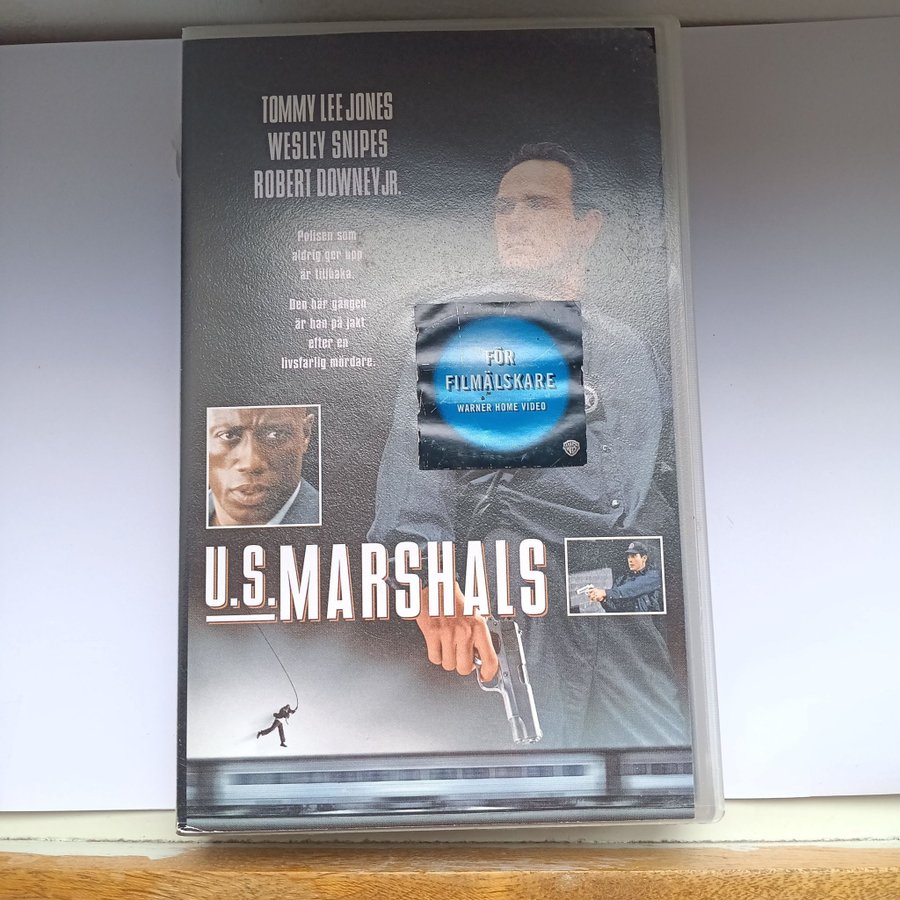 TOMMY LEE JONES
WESLEY SNIPES
ROBERT DOWNEY JR.
Polisen som
aldrig ger upp
är tillbaka.
Den här gången
är han på jakt
efter en
livsfarlig mördare.
FÖR
FILMÄLSKARE
WARNER HOME VIDEO
U.S. MARSHALS